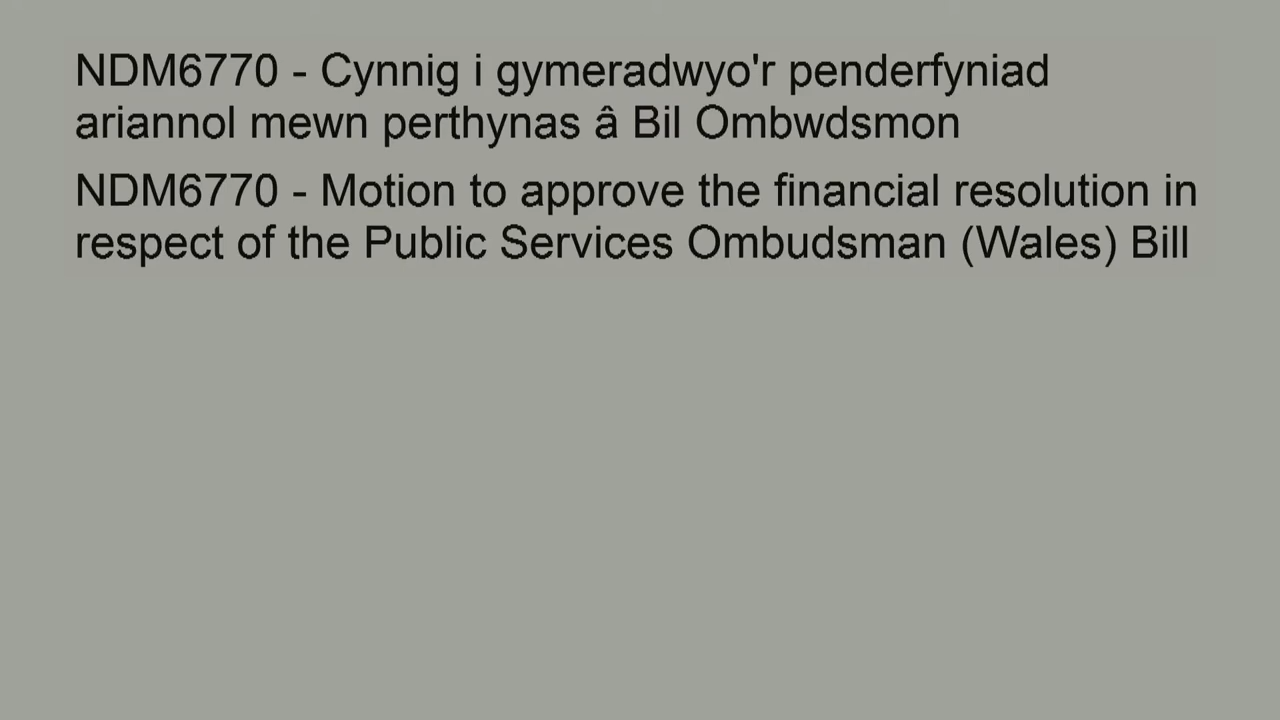 NDM6770 - Cynnig i gymeradwyo'r penderfyniad
ariannol mewn perthynas â Bil Ombwdsmon
NDM6770 - Motion to approve the financial resolution in
respect of the Public Services Ombudsman (Wales) Bill